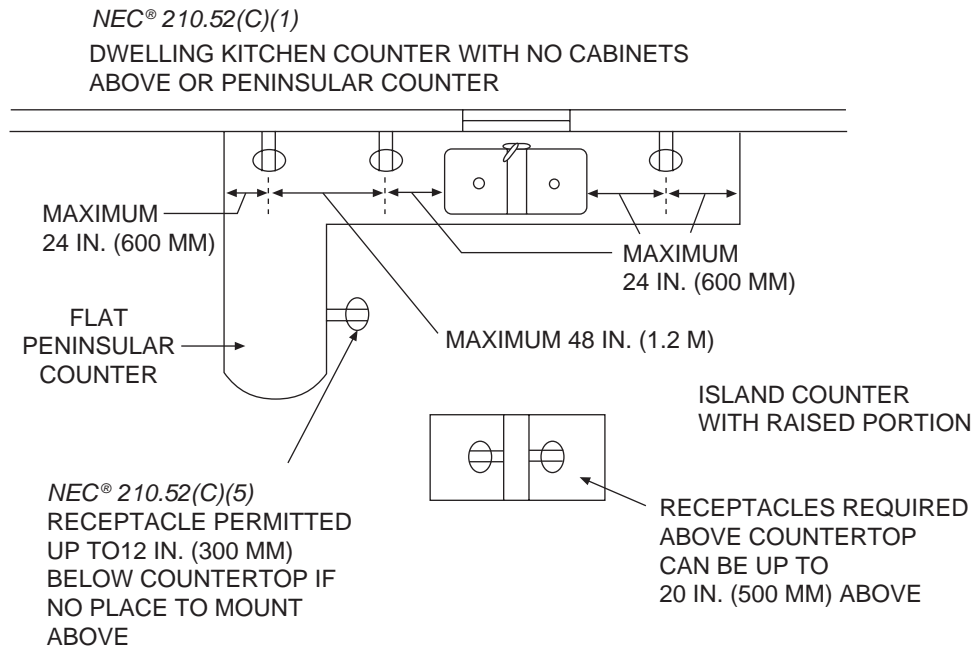 NEC® 210.52(C)(1)
DWELLING KITCHEN COUNTER WITH NO CABINETS
ABOVE OR PENINSULAR COUNTER
MAXIMUM
24 IN. (600 MM)
MAXIMUM
24 IN. (600 MM)
FLAT
PENINSULAR
COUNTER
MAXIMUM 48 IN. (1.2 M)
ISLAND COUNTER
WITH RAISED PORTION
NEC® 210.52(C)(5)
RECEPTACLE PERMITTED
UP TO12 IN. (300 MM)
BELOW COUNTERTOP IF
NO PLACE TO MOUNT
ABOVE
RECEPTACLES REQUIRED
ABOVE COUNTERTOP
CAN BE UP TO
20 IN. (500 MM) ABOVE